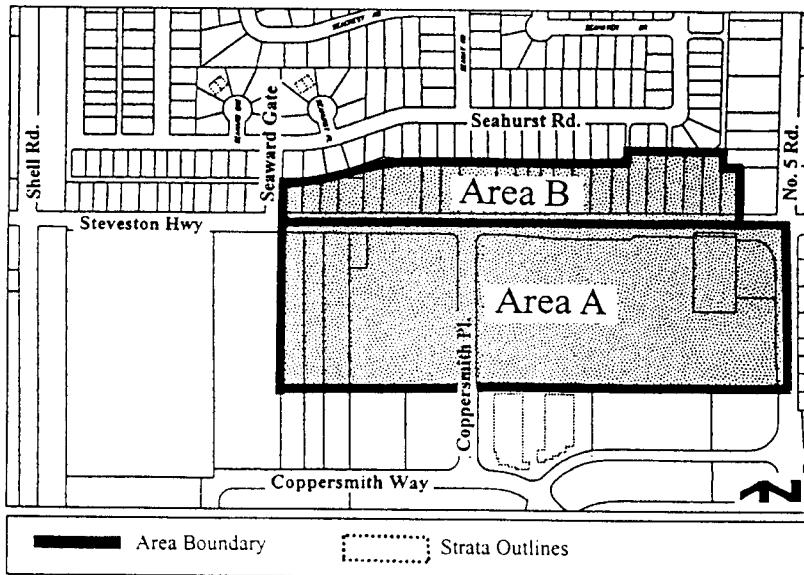 Seahurst Rd.
Seaward Gate
Shell Rd.
No. 5 Rd.
Area B
Steveston Hwy
Area A
Coppersmith Pl.
Coppersmith Way
N
Area Boundary
Strata Outlines